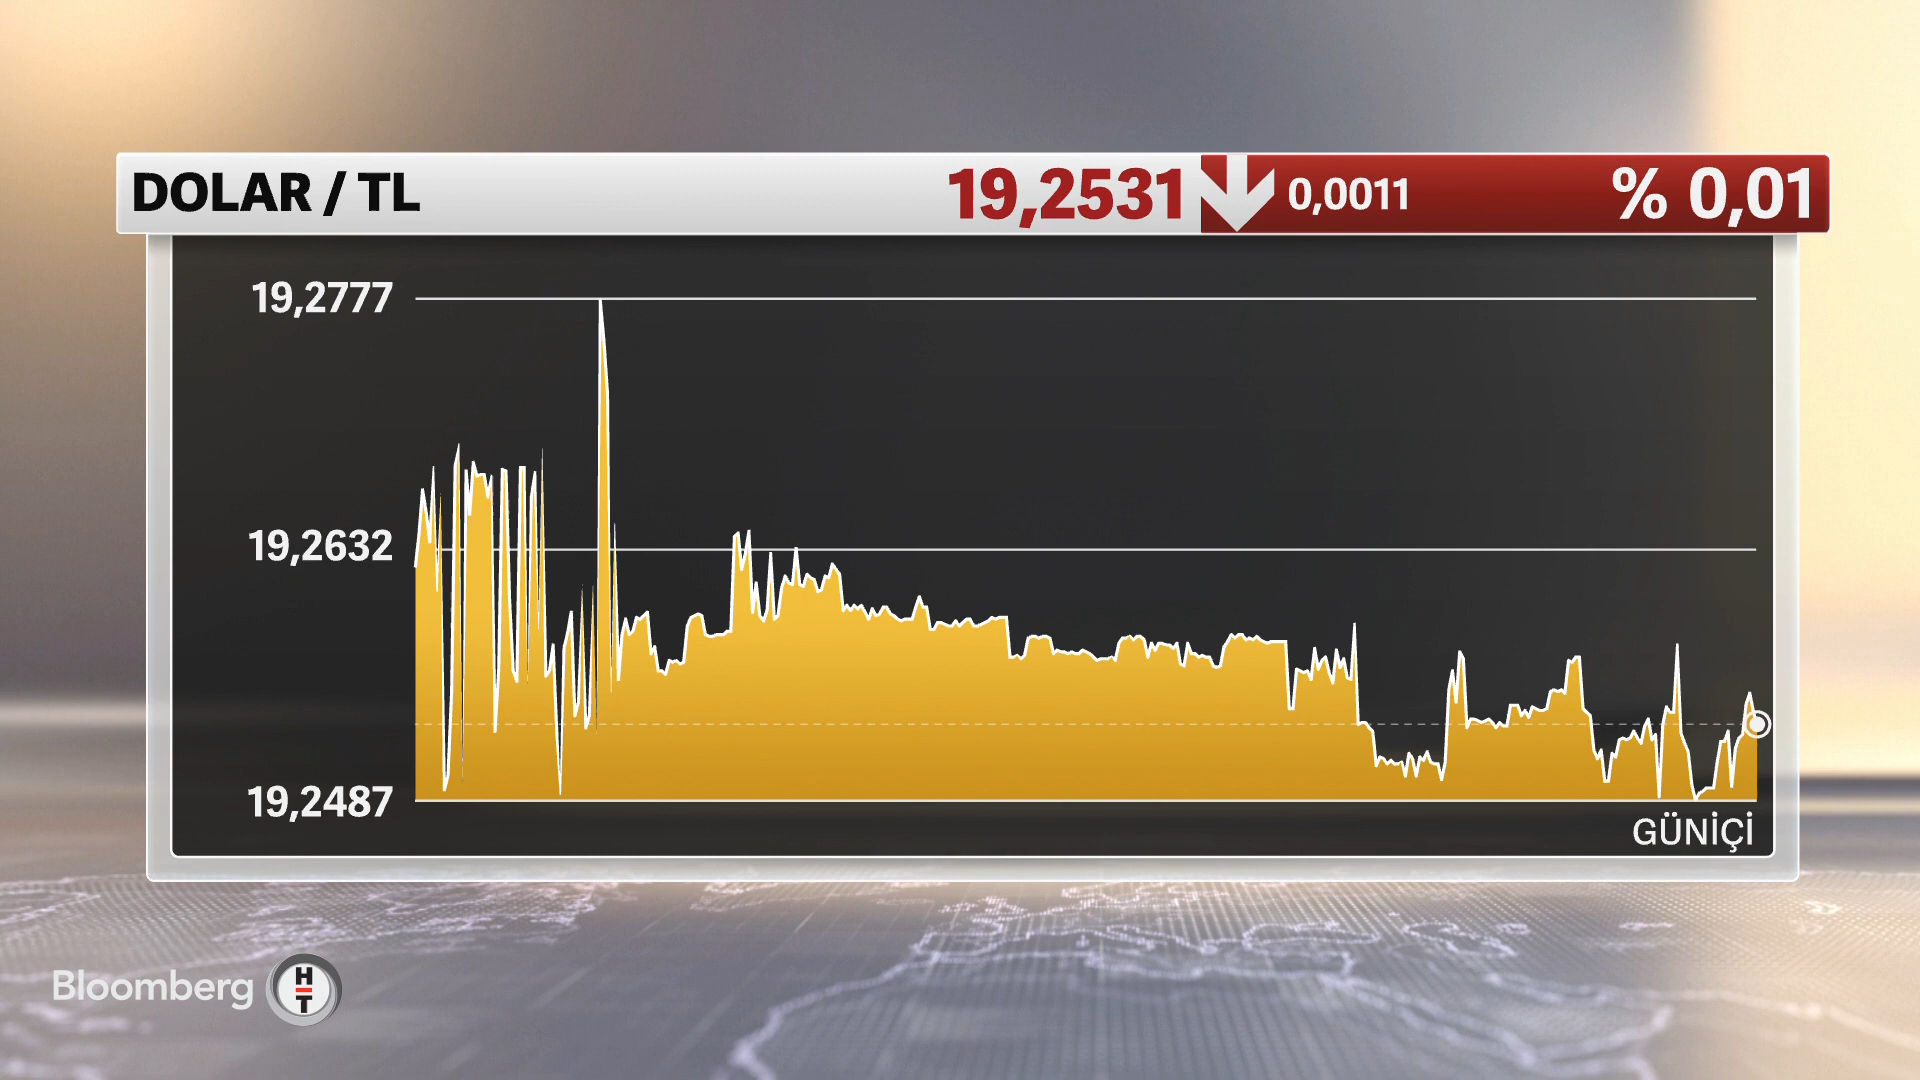 DOLAR / TL 19,2531 0,0011 % 0,01
19,2777
19,2632
19,2487
GÜNİÇİ
Bloomberg HT